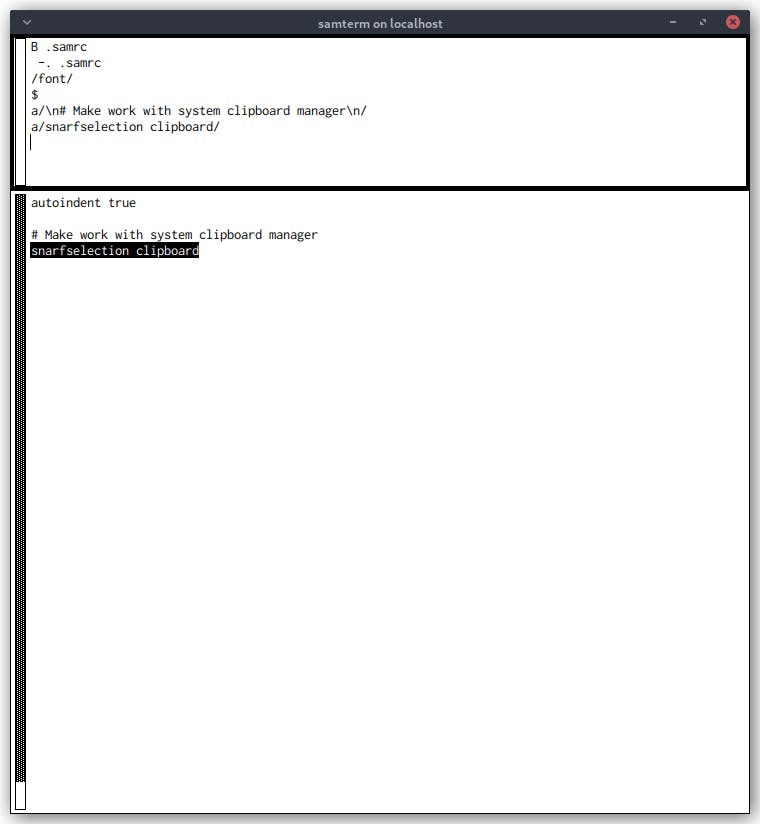 samterm on localhost
B .samrc
 -. .samrc
/font/
$
a/\n# Make work with system clipboard manager\n/
a/snarfselection clipboard/
autoindent true
# Make work with system clipboard manager
snarfselection clipboard